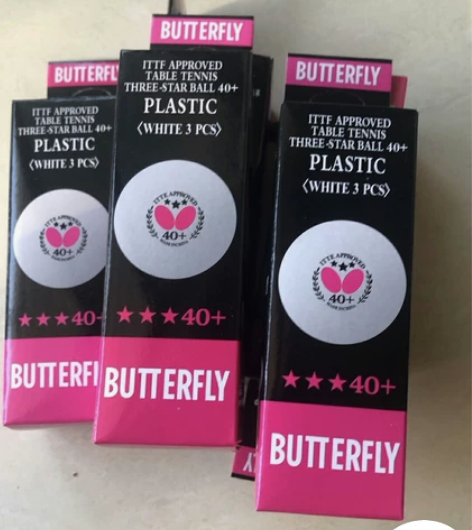 BUTTERFLY
ITTF APPROVED
TABLE TENNIS
THREE-STAR BALL 40+
PLASTIC
〈WHITE 3 PCS〉
ITTF APPROVED
40+
★★★40
BUTTERFL
BUTTERFLY
ITTF APPROVED
TABLE TENNIS
THREE-STAR BALL 40+
PLASTIC
〈WHITE 3 PCS〉
ITTF APPROVED
40+
★★★40+
BUTTERFLY
BUTTERFLY
ITTF APPROVED
TABLE TENNIS
THREE-STAR BALL 40+
PLASTIC
〈WHITE 3 PCS〉
ITTF APPROVED
40+
★★★40+
BUTTERFLY